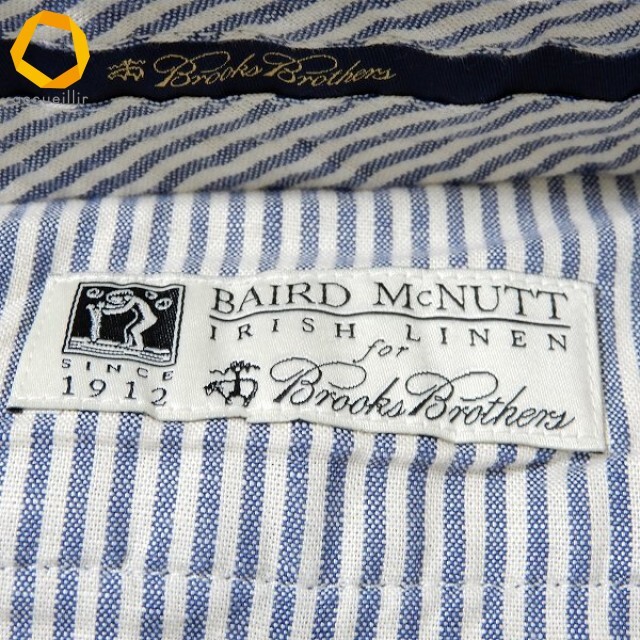 Brooks Brothers
BAIRD McNUTT
IRISH LINEN
for
Brooks Brothers
SINCE
1912